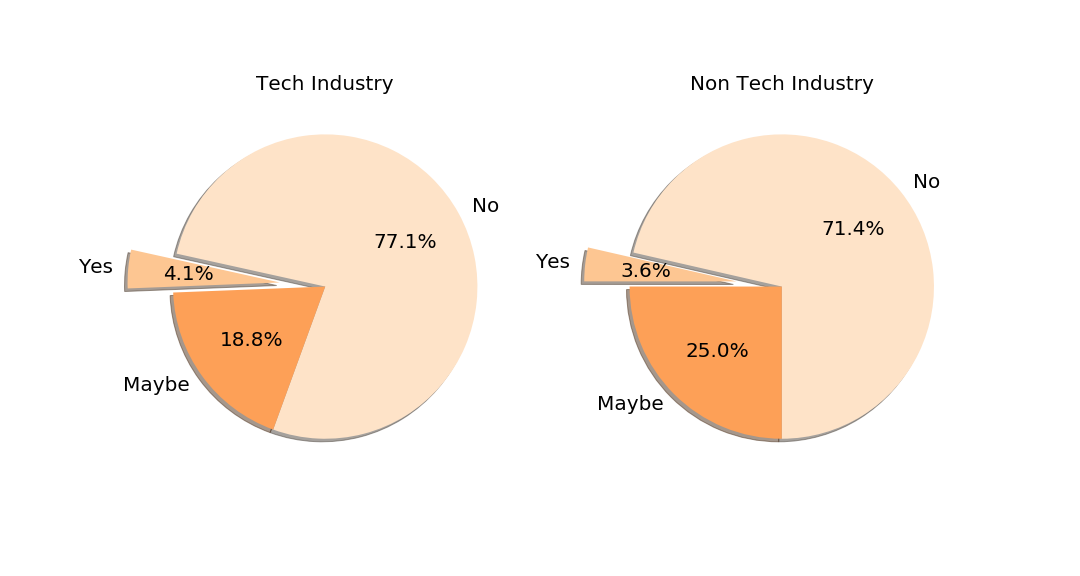 Tech Industry
No
77.1%
Yes
4.1%
18.8%
Maybe
Non Tech Industry
No
71.4%
Yes
3.6%
25.0%
Maybe